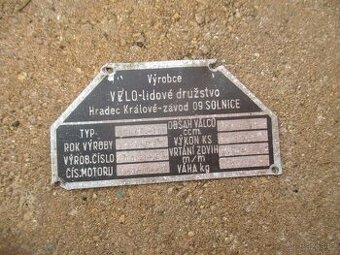 Výrobce
VELO-lidové družstvo
Hradec Králové-závod 09 SOLNICE
TYP
ROK VÝROBY
VÝROB.ČÍSLO
ČÍS.MOTORU
OBSAH VÁLCŮ ccm.
VÝKON KS
VRTÁNÍ ZDVIH m/m
VÁHA kg